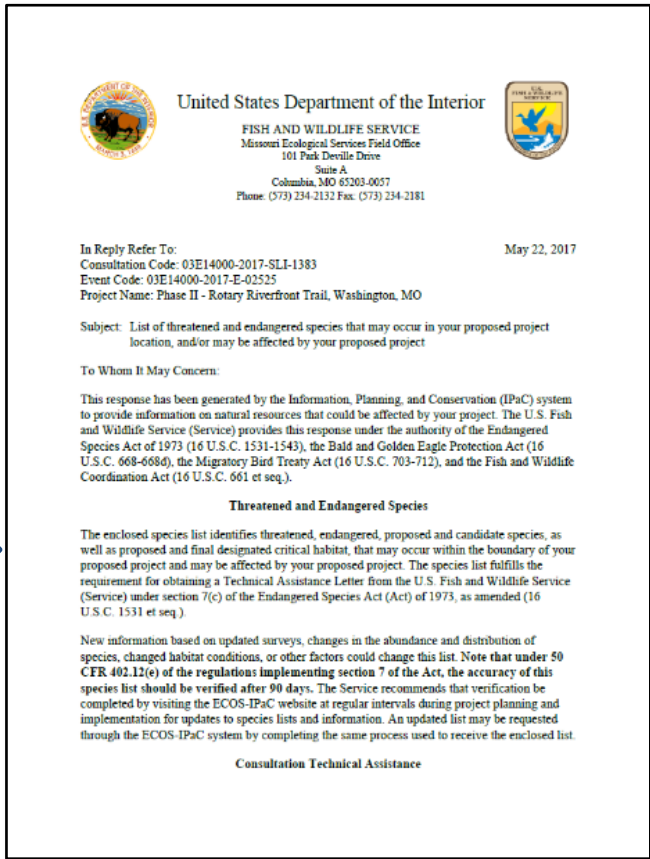 United States Department of the Interior
FISH AND WILDLIFE SERVICE
Missouri Ecological Services Field Office
101 Park Deville Drive
Suite A
Columbia, MO 65203-0057
Phone: (573) 234-2132 Fax: (573) 234-2181
In Reply Refer To: May 22, 2017
Consultation Code: 03E14000-2017-SLI-1383
Event Code: 03E14000-2017-E-02525
Project Name: Phase II - Rotary Riverfront Trail, Washington, MO
Subject: List of threatened and endangered species that may occur in your proposed project
location, and/or may be affected by your proposed project
To Whom It May Concern:
This response has been generated by the Information, Planning, and Conservation (IPaC) system
to provide information on natural resources that could be affected by your project. The U.S. Fish
and Wildlife Service (Service) provides this response under the authority of the Endangered
Species Act of 1973 (16 U.S.C. 1531-1543), the Bald and Golden Eagle Protection Act (16
U.S.C. 668-668d), the Migratory Bird Treaty Act (16 U.S.C. 703-712), and the Fish and Wildlife
Coordination Act (16 U.S.C. 661 et seq.).
Threatened and Endangered Species
The enclosed species list identifies threatened, endangered, proposed and candidate species, as
well as proposed and final designated critical habitat, that may occur within the boundary of your
proposed project and may be affected by your proposed project. The species list fulfills the
requirement for obtaining a Technical Assistance Letter from the U.S. Fish and Wildlife Service
(Service) under section 7(c) of the Endangered Species Act (Act) of 1973, as amended (16
U.S.C. 1531 et seq.).
New information based on updated surveys, changes in the abundance and distribution of
species, changed habitat conditions, or other factors could change this list. Note that under 50
CFR 402.12(e) of the regulations implementing section 7 of the Act, the accuracy of this
species list should be verified after 90 days. The Service recommends that verification be
completed by visiting the ECOS-IPaC website at regular intervals during project planning and
implementation for updates to species lists and information. An updated list may be requested
through the ECOS-IPaC system by completing the same process used to receive the enclosed list.
Consultation Technical Assistance